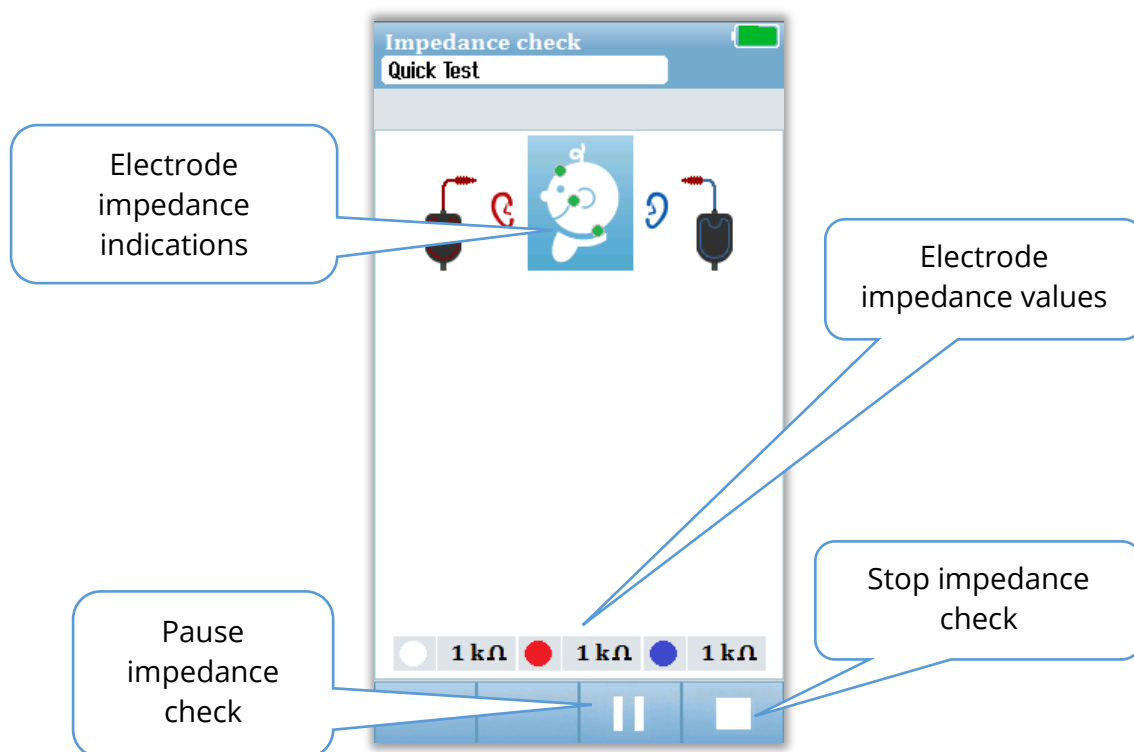 Impedance check
Quick Test
Electrode
impedance
indications
Electrode
impedance values
Stop impedance
check
Pause
impedance
check
1 kΩ 1 kΩ 1 kΩ